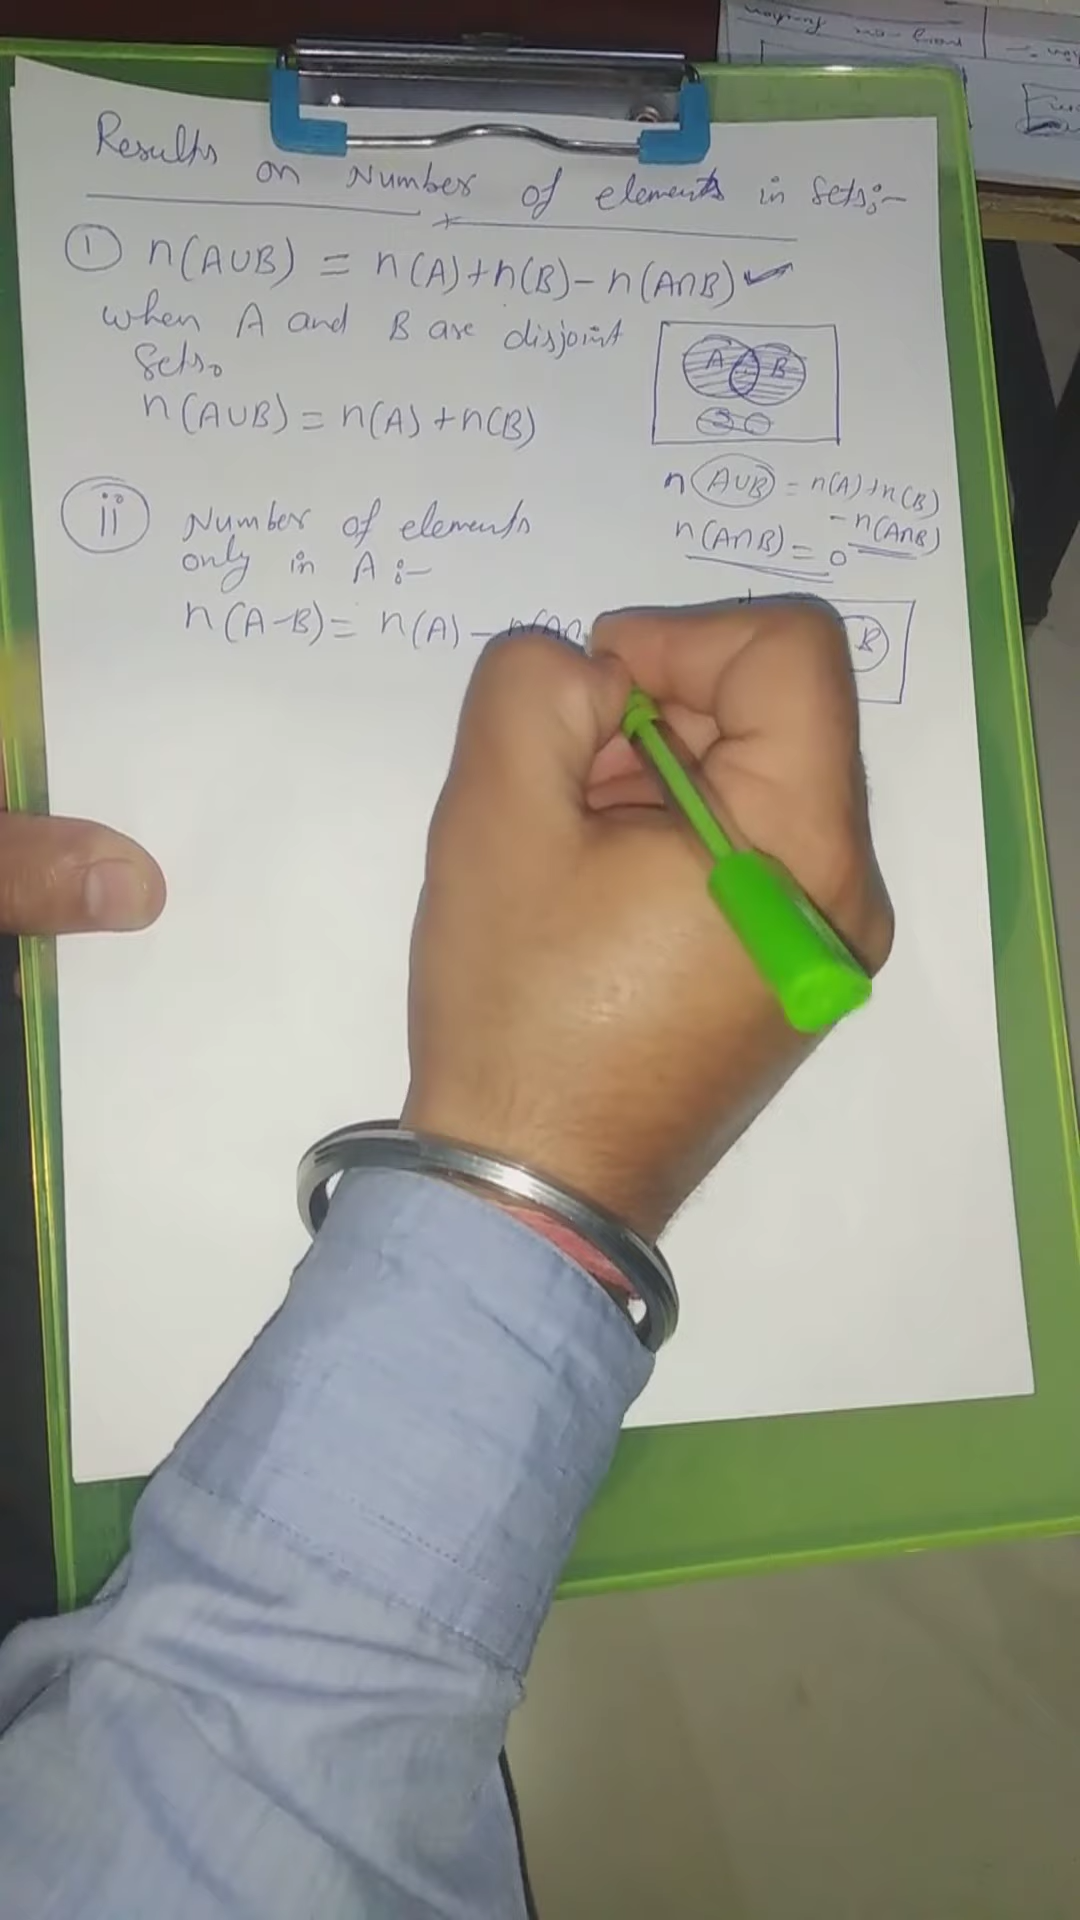 Results on Number of elements in Sets:-
① n(A∪B) = n(A)+n(B)- n(A∩B) ✓
when A and B are disjoint
Sets.
n(A∪B) = n(A) +n(B)
A B
n A∪B = n(A)+n(B)
- n(A∩B)
n(A∩B) = 0
ii Number of elements
only in A :-
n(A-B) = n(A) - n(A∩
B